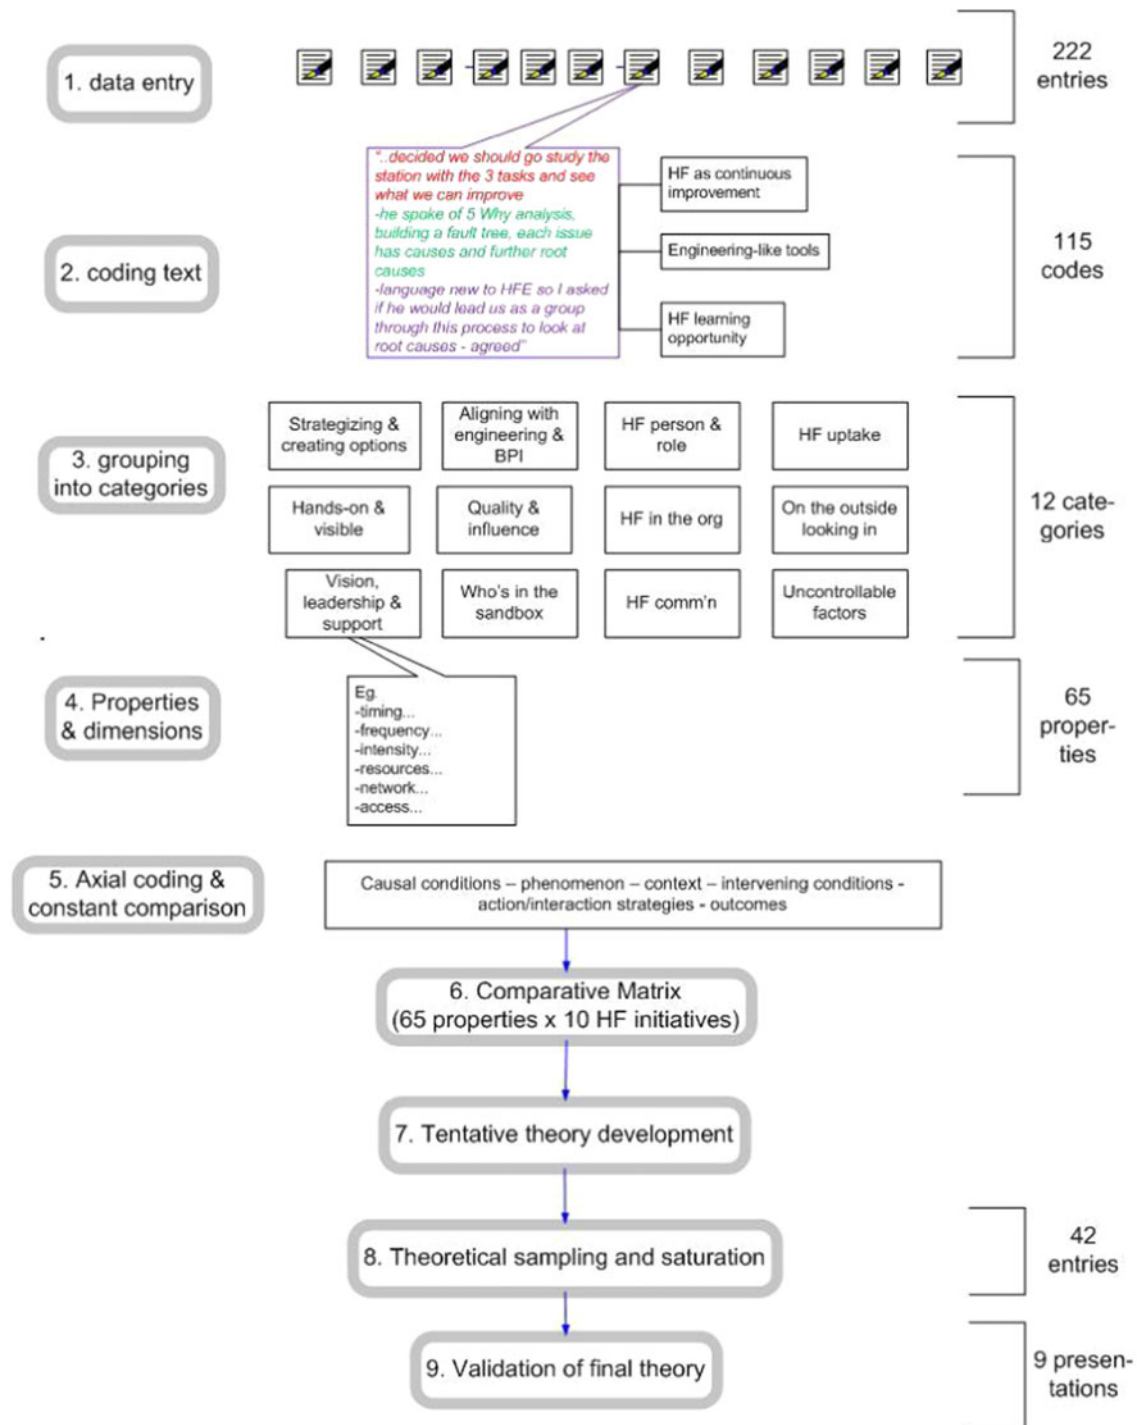 1. data entry
222
entries
2. coding text
"..decided we should go study the
station with the 3 tasks and see
what we can improve
-he spoke of 5 Why analysis,
building a fault tree, each issue
has causes and further root
causes
-language new to HFE so I asked
if he would lead us as a group
through this process to look at
root causes - agreed"
HF as continuous
improvement
Engineering-like tools
HF learning
opportunity
115
codes
3. grouping
into categories
Strategizing &
creating options
Aligning with
engineering &
BPI
HF person &
role
HF uptake
Hands-on &
visible
Quality &
influence
HF in the org
On the outside
looking in
Vision,
leadership &
support
Who's in the
sandbox
HF comm'n
Uncontrollable
factors
12 cate-
gories
4. Properties
& dimensions
Eg.
-timing...
-frequency...
-intensity...
-resources...
-network...
-access...
65
proper-
ties
5. Axial coding &
constant comparison
Causal conditions – phenomenon – context – intervening conditions -
action/interaction strategies - outcomes
6. Comparative Matrix
(65 properties x 10 HF initiatives)
7. Tentative theory development
8. Theoretical sampling and saturation
42
entries
9. Validation of final theory
9 presen-
tations